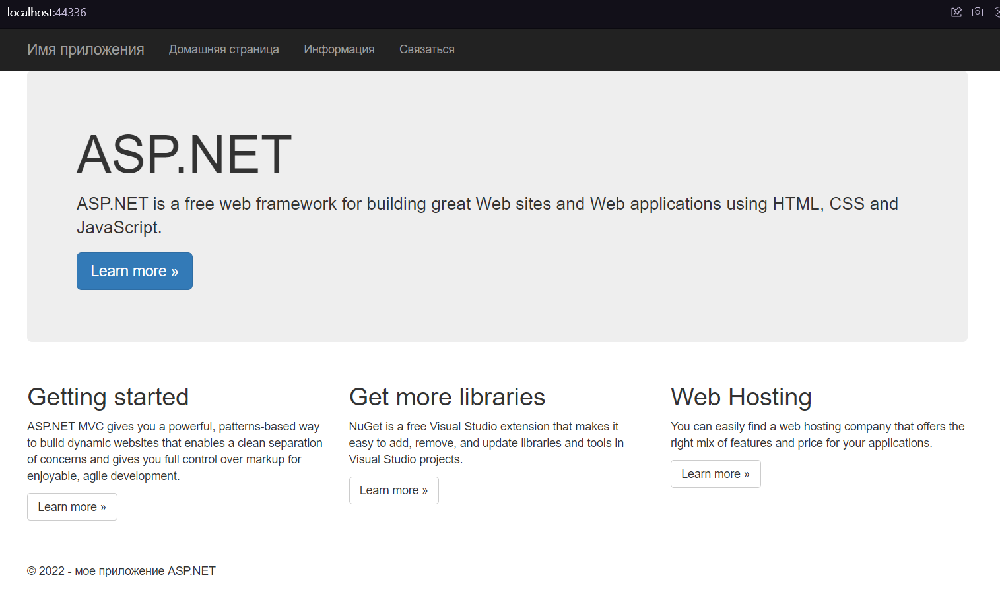 localhost:44336
Имя приложения Домашняя страница Информация Связаться
ASP.NET
ASP.NET is a free web framework for building great Web sites and Web applications using HTML, CSS and
JavaScript.
Learn more »
Getting started
ASP.NET MVC gives you a powerful, patterns-based way
to build dynamic websites that enables a clean separation
of concerns and gives you full control over markup for
enjoyable, agile development.
Learn more »
Get more libraries
NuGet is a free Visual Studio extension that makes it
easy to add, remove, and update libraries and tools in
Visual Studio projects.
Learn more »
Web Hosting
You can easily find a web hosting company that offers the
right mix of features and price for your applications.
Learn more »
© 2022 - мое приложение ASP.NET